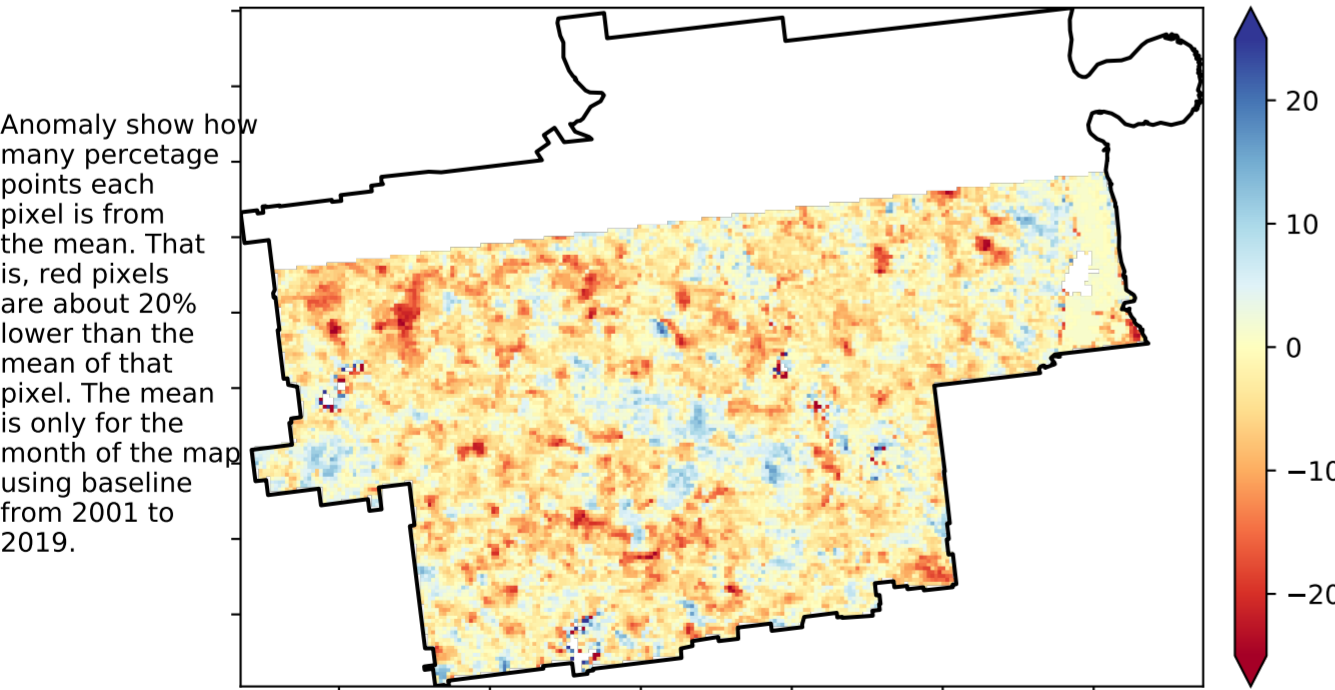 Anomaly show how
many percetage
points each
pixel is from
the mean. That
is, red pixels
are about 20%
lower than the
mean of that
pixel. The mean
is only for the
month of the map
using baseline
from 2001 to
2019.
20
10
0
−10
−20